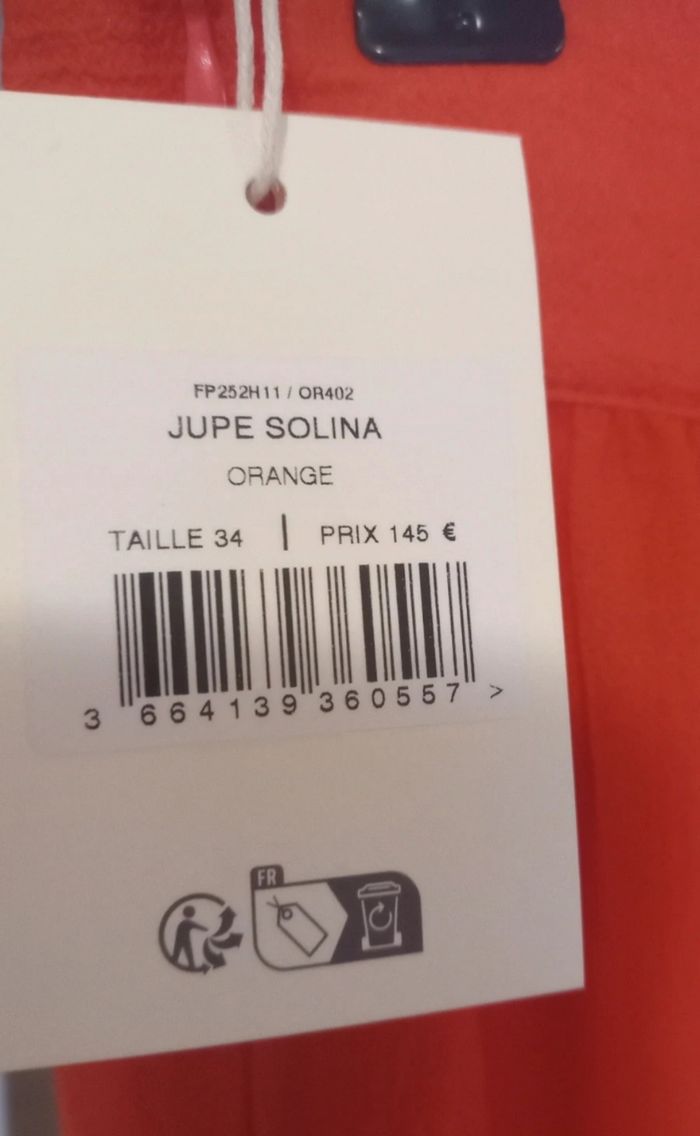 FP252H11 / OR402
JUPE SOLINA
ORANGE
TAILLE 34 | PRIX 145 €
3 664139 360557 >
FR